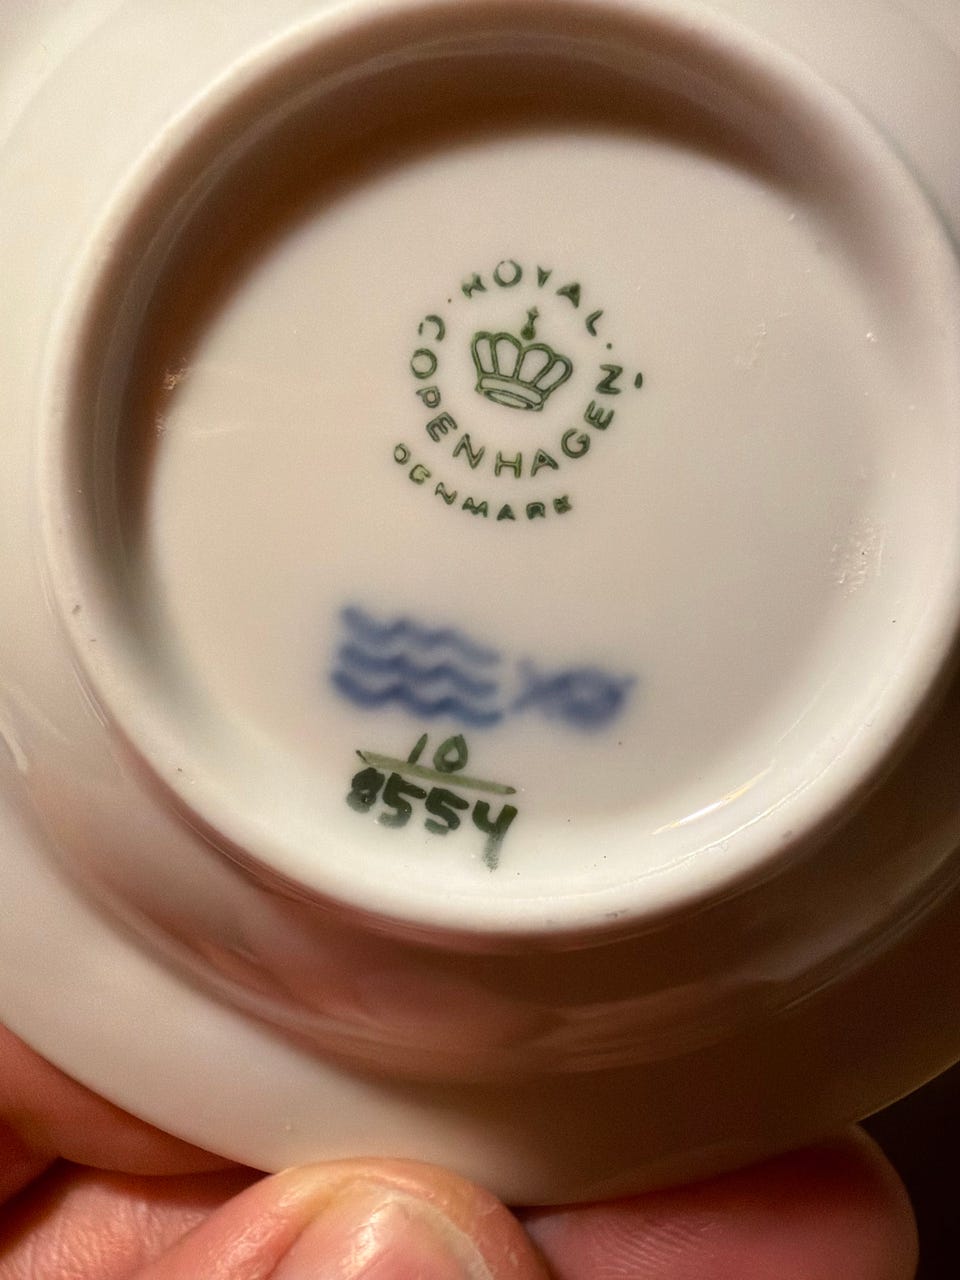 ROYAL
COPENHAGEN
DENMARK
10
8554